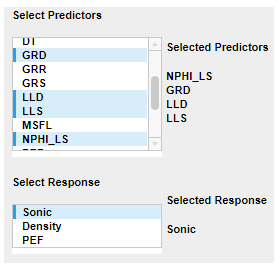 Select Predictors
DT
GRD
GRR
GRS
LLD
LLS
MSFL
NPHI_LS
Selected Predictors
NPHI_LS
GRD
LLD
LLS
Select Response
Sonic
Density
PEF
Selected Response
Sonic